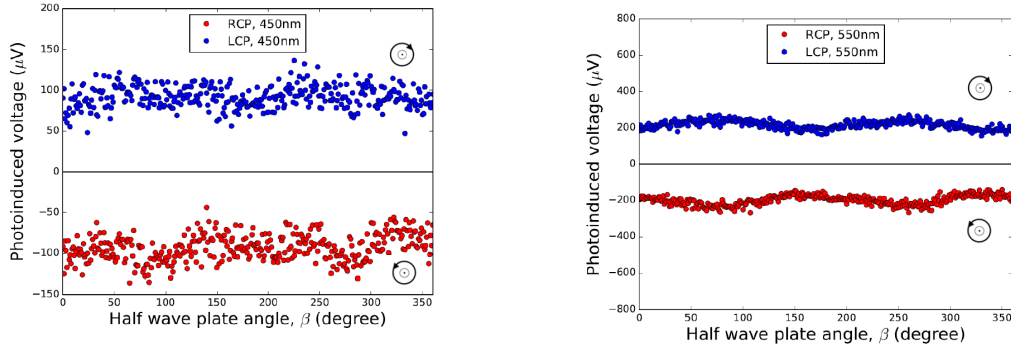 200
150
100
50
0
−50
−100
−150
0 50 100 150 200 250 300 350
Photoinduced voltage (μV)
Half wave plate angle, β (degree)
RCP, 450nm
LCP, 450nm
800
600
400
200
0
−200
−400
−600
−800
0 50 100 150 200 250 300 350
Photoinduced voltage (μV)
Half wave plate angle, β (degree)
RCP, 550nm
LCP, 550nm